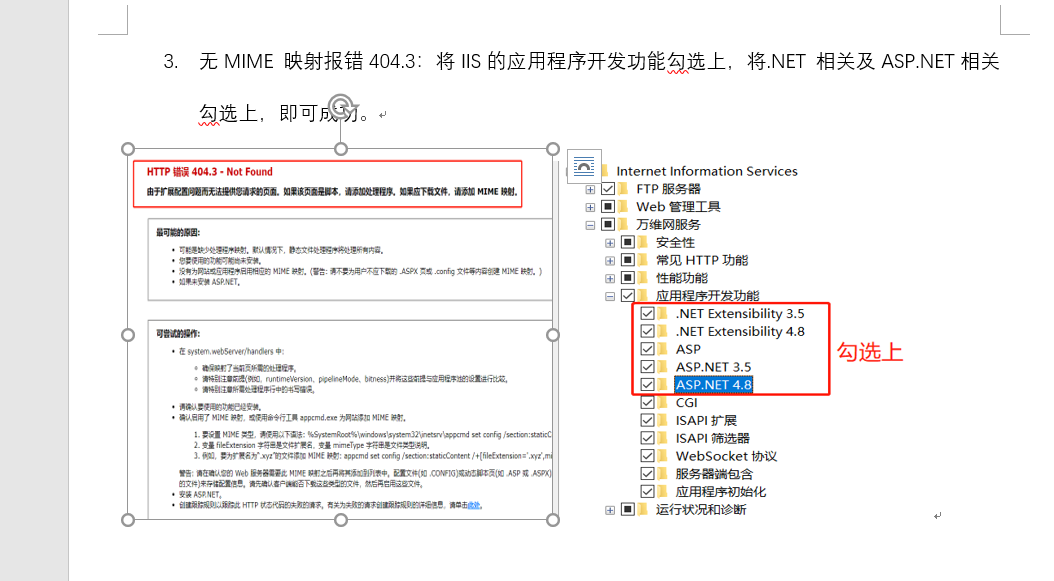 3. 无 MIME 映射报错 404.3：将 IIS 的应用程序开发功能勾选上，将.NET 相关及 ASP.NET 相关
勾选上，即可成功。
HTTP 错误 404.3 - Not Found
由于扩展配置问题而无法提供您请求的页面。如果该页面是脚本，请添加处理程序。如果应下载文件，请添加 MIME 映射。
最可能的原因:
• 可能是缺少处理程序映射。默认情况下，静态文件处理程序将处理所有内容。
• 您要使用的功能可能尚未安装。
• 没有为网站或应用程序启用相应的 MIME 映射。(警告: 请不要为用户不应下载的 .ASPX 页或 .config 文件等内容创建 MIME 映射。)
• 如果未安装 ASP.NET。
可尝试的操作:
• 在 system.webServer/handlers 中:
○ 确保映射了当前页所需的处理程序。
○ 请特别注意前提(例如，runtimeVersion、pipelineMode、bitness)并将这些前提与应用程序池的设置进行比较。
○ 请特别注意所需处理程序行中的书写错误。
• 请确认要使用的功能已经安装。
• 确认启用了 MIME 映射，或使用命令行工具 appcmd.exe 为网站添加 MIME 映射。
1. 要设置 MIME 类型，请使用以下语法: %SystemRoot%\windows\system32\inetsrv\appcmd set config /section:staticC
2. 变量 fileExtension 字符串是文件扩展名，变量 mimeType 字符串是文件类型说明。
3. 例如，要为扩展名为".xyz"的文件添加 MIME 映射: appcmd set config /section:staticContent /+[fileExtension='.xyz',mi
警告: 请在确认您的 Web 服务器需要此 MIME 映射之后再将其添加到列表中。配置文件(如 .CONFIG)或动态脚本页(如 .ASP 或 .ASPX)
的文件)来存储配置信息。请先确认客户端能否下载这些类型的文件，然后再启用这些文件。
• 安装 ASP.NET。
• 创建跟踪规则以跟踪此 HTTP 状态代码的失败的请求。有关为失败的请求创建跟踪规则的详细信息，请单击此处。
Internet Information Services
FTP 服务器
Web 管理工具
万维网服务
安全性
常见 HTTP 功能
性能功能
应用程序开发功能
.NET Extensibility 3.5
.NET Extensibility 4.8
ASP
ASP.NET 3.5
ASP.NET 4.8
勾选上
CGI
ISAPI 扩展
ISAPI 筛选器
WebSocket 协议
服务器端包含
应用程序初始化
运行状况和诊断